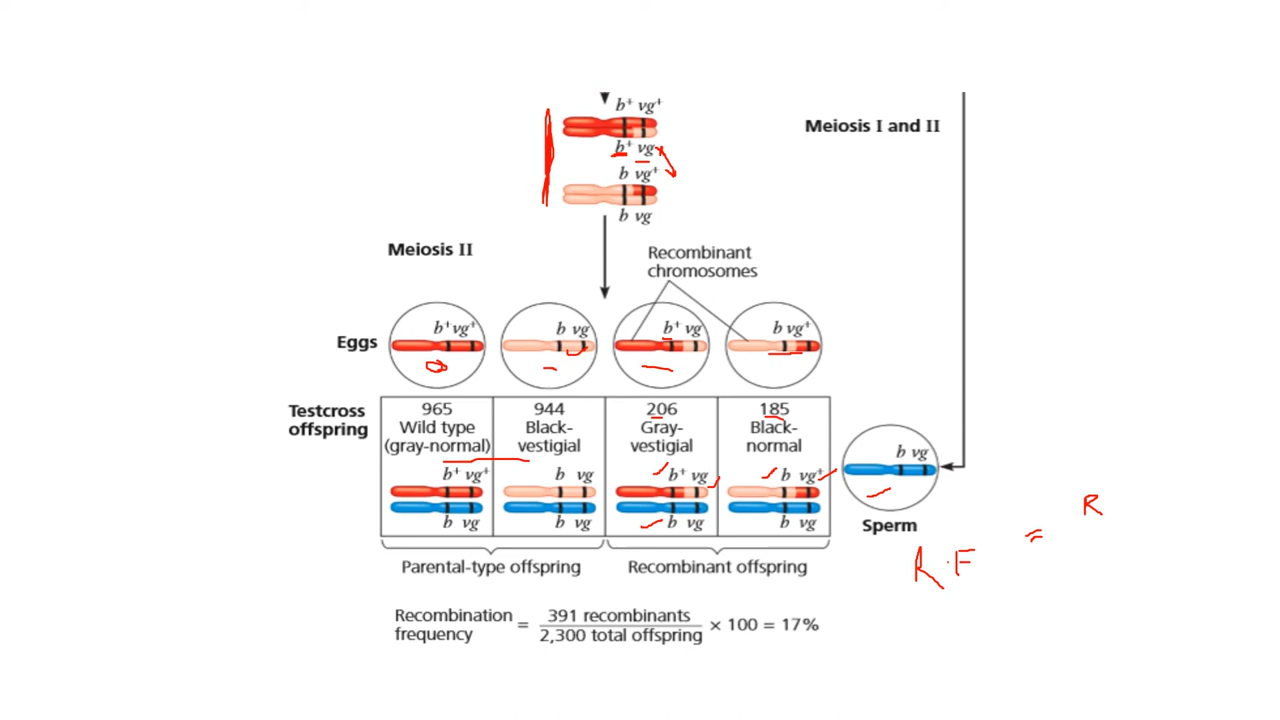 b⁺ vg⁺
Meiosis I and II
b⁺ vg
b vg⁺
b vg
Meiosis II
Recombinant
chromosomes
Eggs
b⁺ vg⁺
b vg
b⁺ vg
b vg⁺
Testcross
offspring
965
Wild type
(gray-normal)
944
Black-
vestigial
206
Gray-
vestigial
185
Black-
normal
b⁺ vg⁺
b vg
b⁺ vg
b vg⁺
b vg
b vg
b vg
b vg
b vg
Sperm
R
R.F =
Parental-type offspring
Recombinant offspring
Recombination
frequency
= 391 recombinants
2,300 total offspring
× 100 = 17%